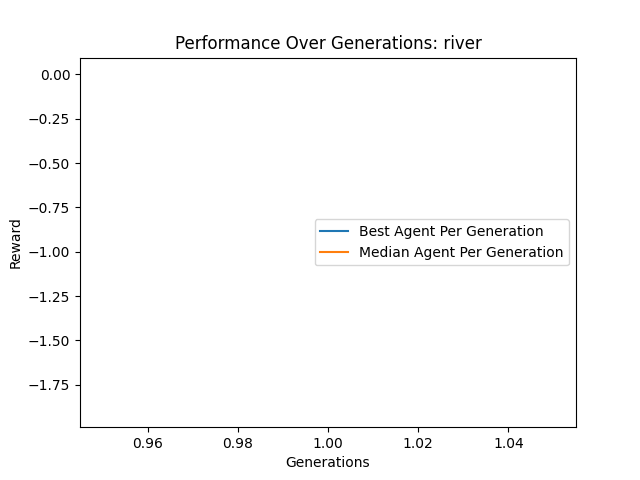 Performance Over Generations: river
0.00
−0.25
−0.50
−0.75
−1.00
−1.25
−1.50
−1.75
Reward
Best Agent Per Generation
Median Agent Per Generation
0.96 0.98 1.00 1.02 1.04
Generations